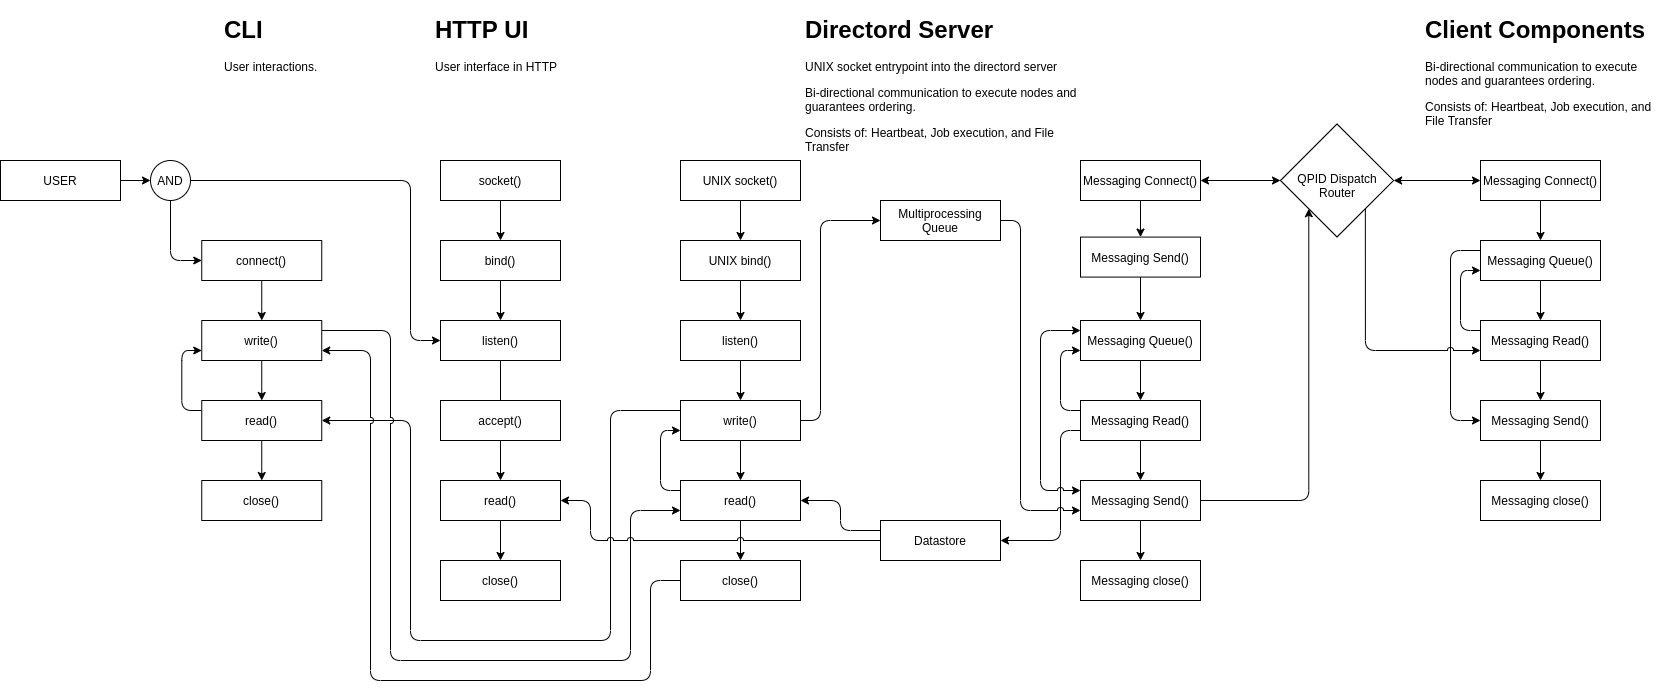 CLI
User interactions.
HTTP UI
User interface in HTTP
Directord Server
UNIX socket entrypoint into the directord server
Bi-directional communication to execute nodes and
guarantees ordering.
Consists of: Heartbeat, Job execution, and File
Transfer
Client Components
Bi-directional communication to execute
nodes and guarantees ordering.
Consists of: Heartbeat, Job execution, and
File Transfer
USER
AND
connect()
write()
read()
close()
socket()
bind()
listen()
accept()
read()
close()
UNIX socket()
UNIX bind()
listen()
write()
read()
close()
Multiprocessing
Queue
Datastore
Messaging Connect()
Messaging Send()
Messaging Queue()
Messaging Read()
Messaging Send()
Messaging close()
QPID Dispatch
Router
Messaging Connect()
Messaging Queue()
Messaging Read()
Messaging Send()
Messaging close()